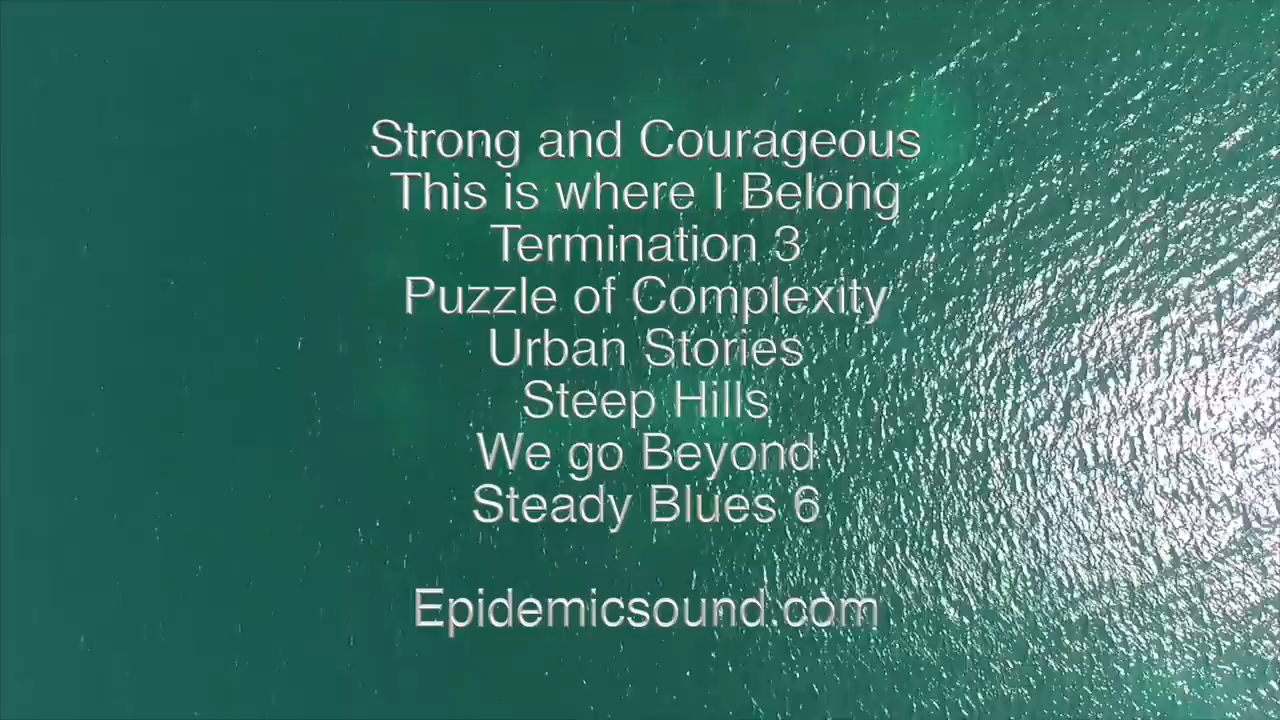 Strong and Courageous
This is where I Belong
Termination 3
Puzzle of Complexity
Urban Stories
Steep Hills
We go Beyond
Steady Blues 6
Epidemicsound.com